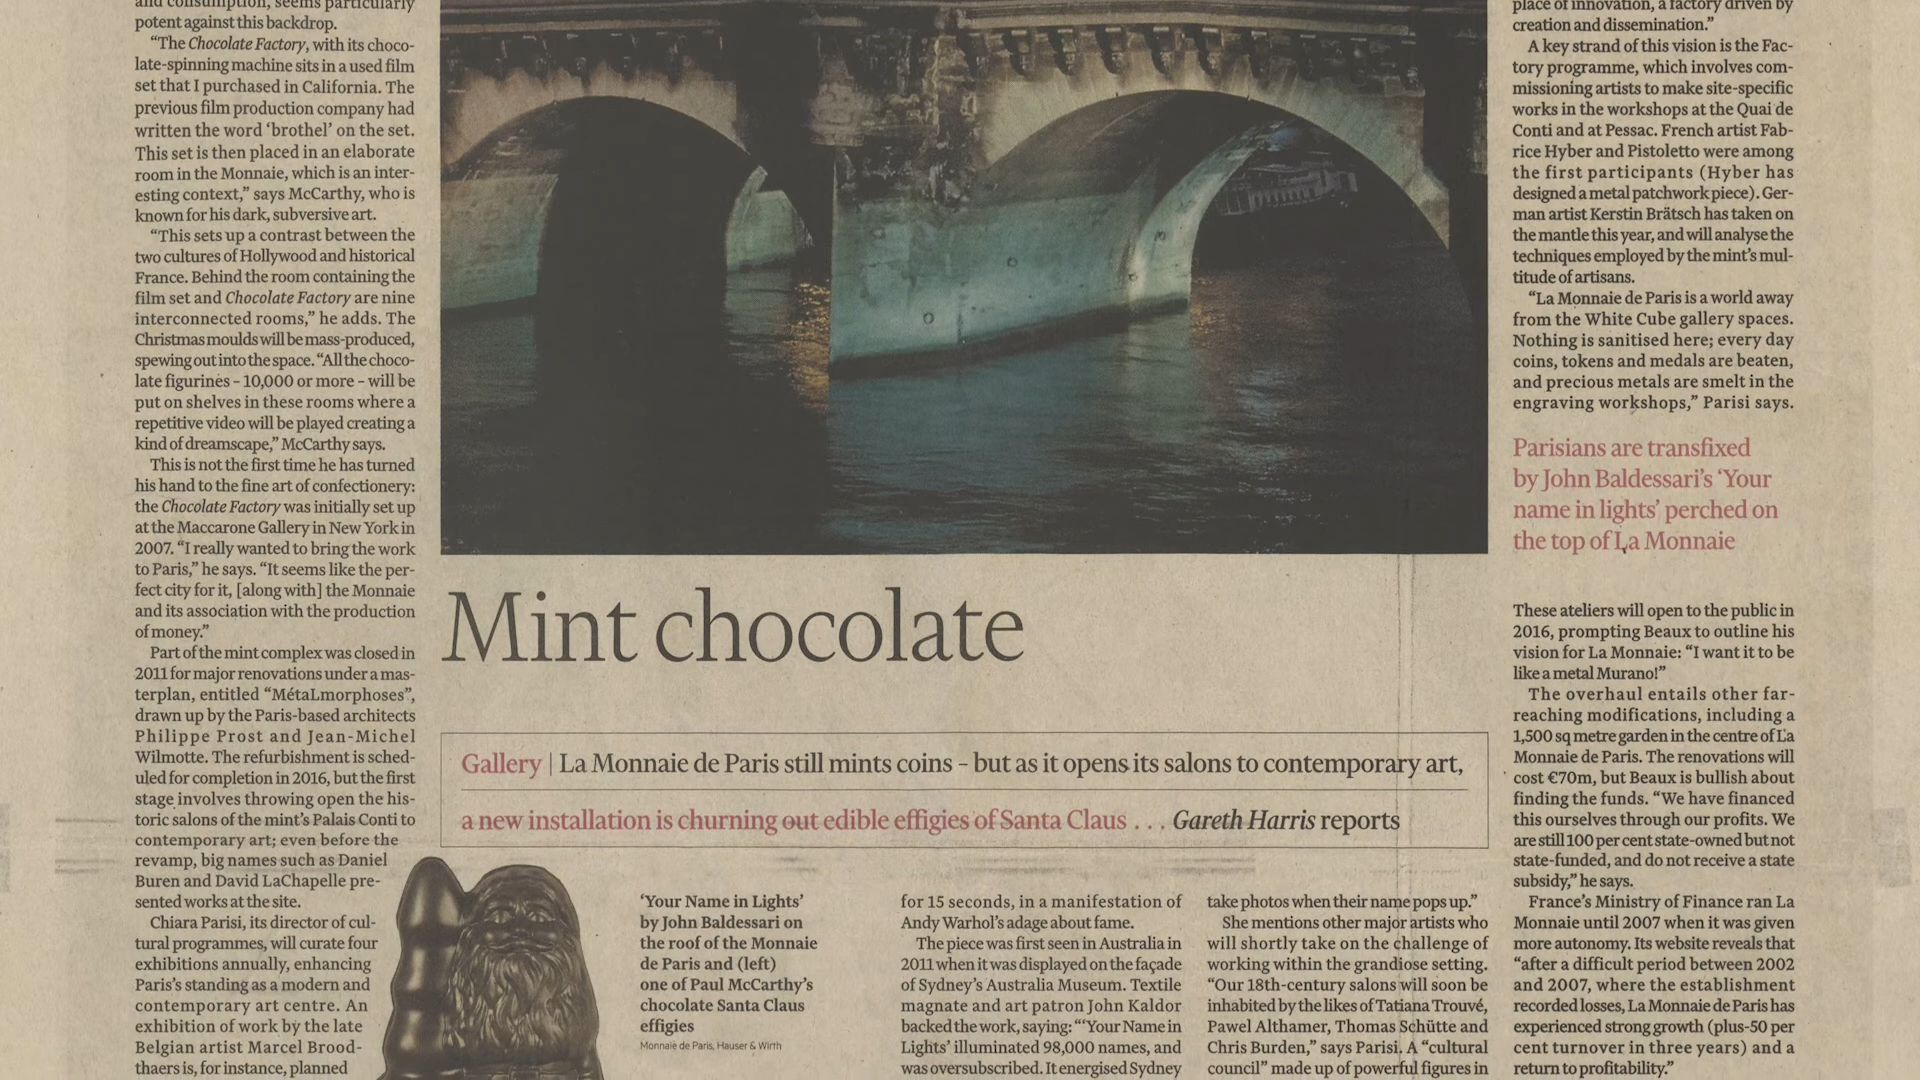 and consumption, seems particularly
potent against this backdrop.
“The Chocolate Factory, with its choco-
late-spinning machine sits in a used film
set that I purchased in California. The
previous film production company had
written the word ‘brothel’ on the set.
This set is then placed in an elaborate
room in the Monnaie, which is an inter-
esting context,” says McCarthy, who is
known for his dark, subversive art.
“This sets up a contrast between the
two cultures of Hollywood and historical
France. Behind the room containing the
film set and Chocolate Factory are nine
interconnected rooms,” he adds. The
Christmas moulds will be mass-produced,
spewing out into the space. “All the choco-
late figurines – 10,000 or more – will be
put on shelves in these rooms where a
repetitive video will be played creating a
kind of dreamscape,” McCarthy says.
This is not the first time he has turned
his hand to the fine art of confectionery:
the Chocolate Factory was initially set up
at the Maccarone Gallery in New York in
2007. “I really wanted to bring the work
to Paris,” he says. “It seems like the per-
fect city for it, [along with] the Monnaie
and its association with the production
of money.”
Part of the mint complex was closed in
2011 for major renovations under a mas-
terplan, entitled “MétaLmorphoses”,
drawn up by the Paris-based architects
Philippe Prost and Jean-Michel
Wilmotte. The refurbishment is sched-
uled for completion in 2016, but the first
stage involves throwing open the his-
toric salons of the mint’s Palais Conti to
contemporary art; even before the
revamp, big names such as Daniel
Buren and David LaChapelle pre-
sented works at the site.
Chiara Parisi, its director of cul-
tural programmes, will curate four
exhibitions annually, enhancing
Paris’s standing as a modern and
contemporary art centre. An
exhibition of work by the late
Belgian artist Marcel Brood-
thaers is, for instance, planned
Mint chocolate
Gallery | La Monnaie de Paris still mints coins – but as it opens its salons to contemporary art,
a new installation is churning out edible effigies of Santa Claus . . . Gareth Harris reports
‘Your Name in Lights’
by John Baldessari on
the roof of the Monnaie
de Paris and (left)
one of Paul McCarthy’s
chocolate Santa Claus
effigies
Monnaie de Paris, Hauser & Wirth
for 15 seconds, in a manifestation of
Andy Warhol’s adage about fame.
The piece was first seen in Australia in
2011 when it was displayed on the façade
of Sydney’s Australia Museum. Textile
magnate and art patron John Kaldor
backed the work, saying: “‘Your Name in
Lights’ illuminated 98,000 names, and
was oversubscribed. It energised Sydney
take photos when their name pops up.”
She mentions other major artists who
will shortly take on the challenge of
working within the grandiose setting.
“Our 18th-century salons will soon be
inhabited by the likes of Tatiana Trouvé,
Pawel Althamer, Thomas Schütte and
Chris Burden,” says Parisi. A “cultural
council” made up of powerful figures in
place of innovation, a factory driven by
creation and dissemination.”
A key strand of this vision is the Fac-
tory programme, which involves com-
missioning artists to make site-specific
works in the workshops at the Quai de
Conti and at Pessac. French artist Fab-
rice Hyber and Pistoletto were among
the first participants (Hyber has
designed a metal patchwork piece). Ger-
man artist Kerstin Brätsch has taken on
the mantle this year, and will analyse the
techniques employed by the mint’s mul-
titude of artisans.
“La Monnaie de Paris is a world away
from the White Cube gallery spaces.
Nothing is sanitised here; every day
coins, tokens and medals are beaten,
and precious metals are smelt in the
engraving workshops,” Parisi says.
Parisians are transfixed
by John Baldessari’s ‘Your
name in lights’ perched on
the top of La Monnaie
These ateliers will open to the public in
2016, prompting Beaux to outline his
vision for La Monnaie: “I want it to be
like a metal Murano!”
The overhaul entails other far-
reaching modifications, including a
1,500 sq metre garden in the centre of La
Monnaie de Paris. The renovations will
cost €70m, but Beaux is bullish about
finding the funds. “We have financed
this ourselves through our profits. We
are still 100 per cent state-owned but not
state-funded, and do not receive a state
subsidy,” he says.
France’s Ministry of Finance ran La
Monnaie until 2007 when it was given
more autonomy. Its website reveals that
“after a difficult period between 2002
and 2007, where the establishment
recorded losses, La Monnaie de Paris has
experienced strong growth (plus-50 per
cent turnover in three years) and a
return to profitability.”